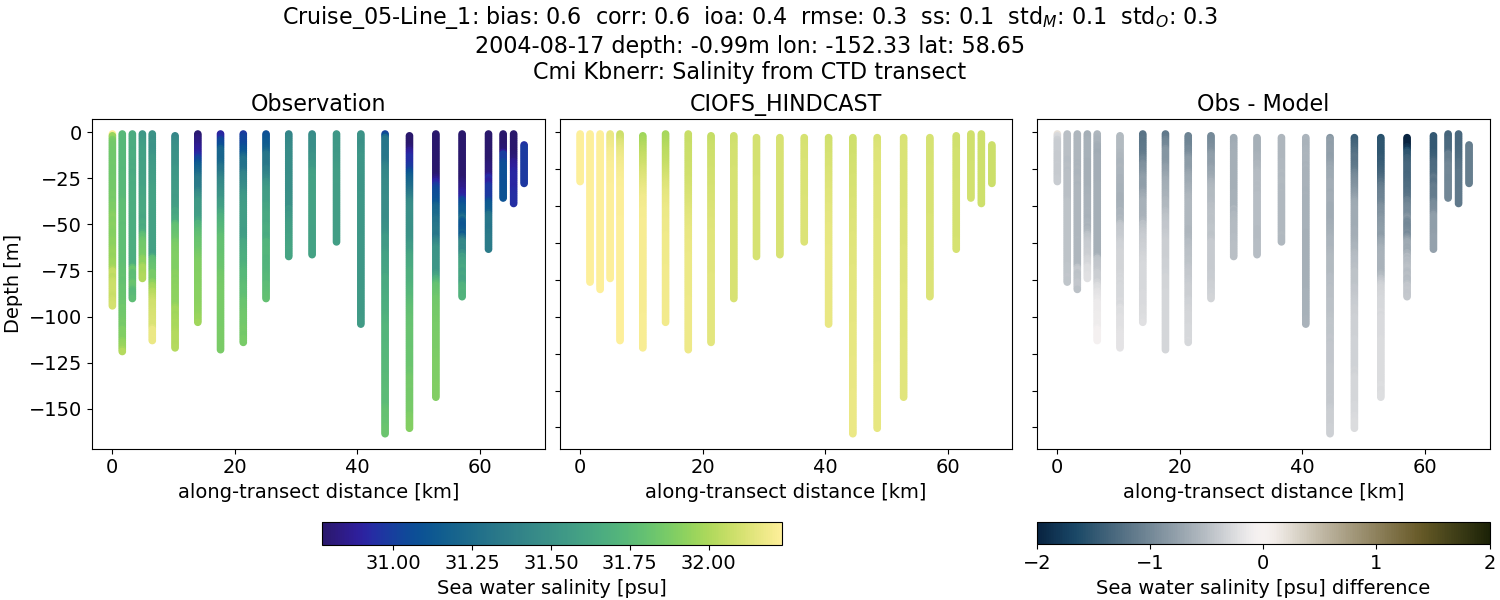 Cruise_05-Line_1: bias: 0.6  corr: 0.6  ioa: 0.4  rmse: 0.3  ss: 0.1  std_M: 0.1  std_O: 0.3
2004-08-17 depth: -0.99m lon: -152.33 lat: 58.65
Cmi Kbnerr: Salinity from CTD transect
Observation
CIOFS_HINDCAST
Obs - Model
Depth [m]
0
−25
−50
−75
−100
−125
−150
0 20 40 60
0 20 40 60
0 20 40 60
along-transect distance [km]
along-transect distance [km]
along-transect distance [km]
31.00 31.25 31.50 31.75 32.00
Sea water salinity [psu]
−2 −1 0 1 2
Sea water salinity [psu] difference